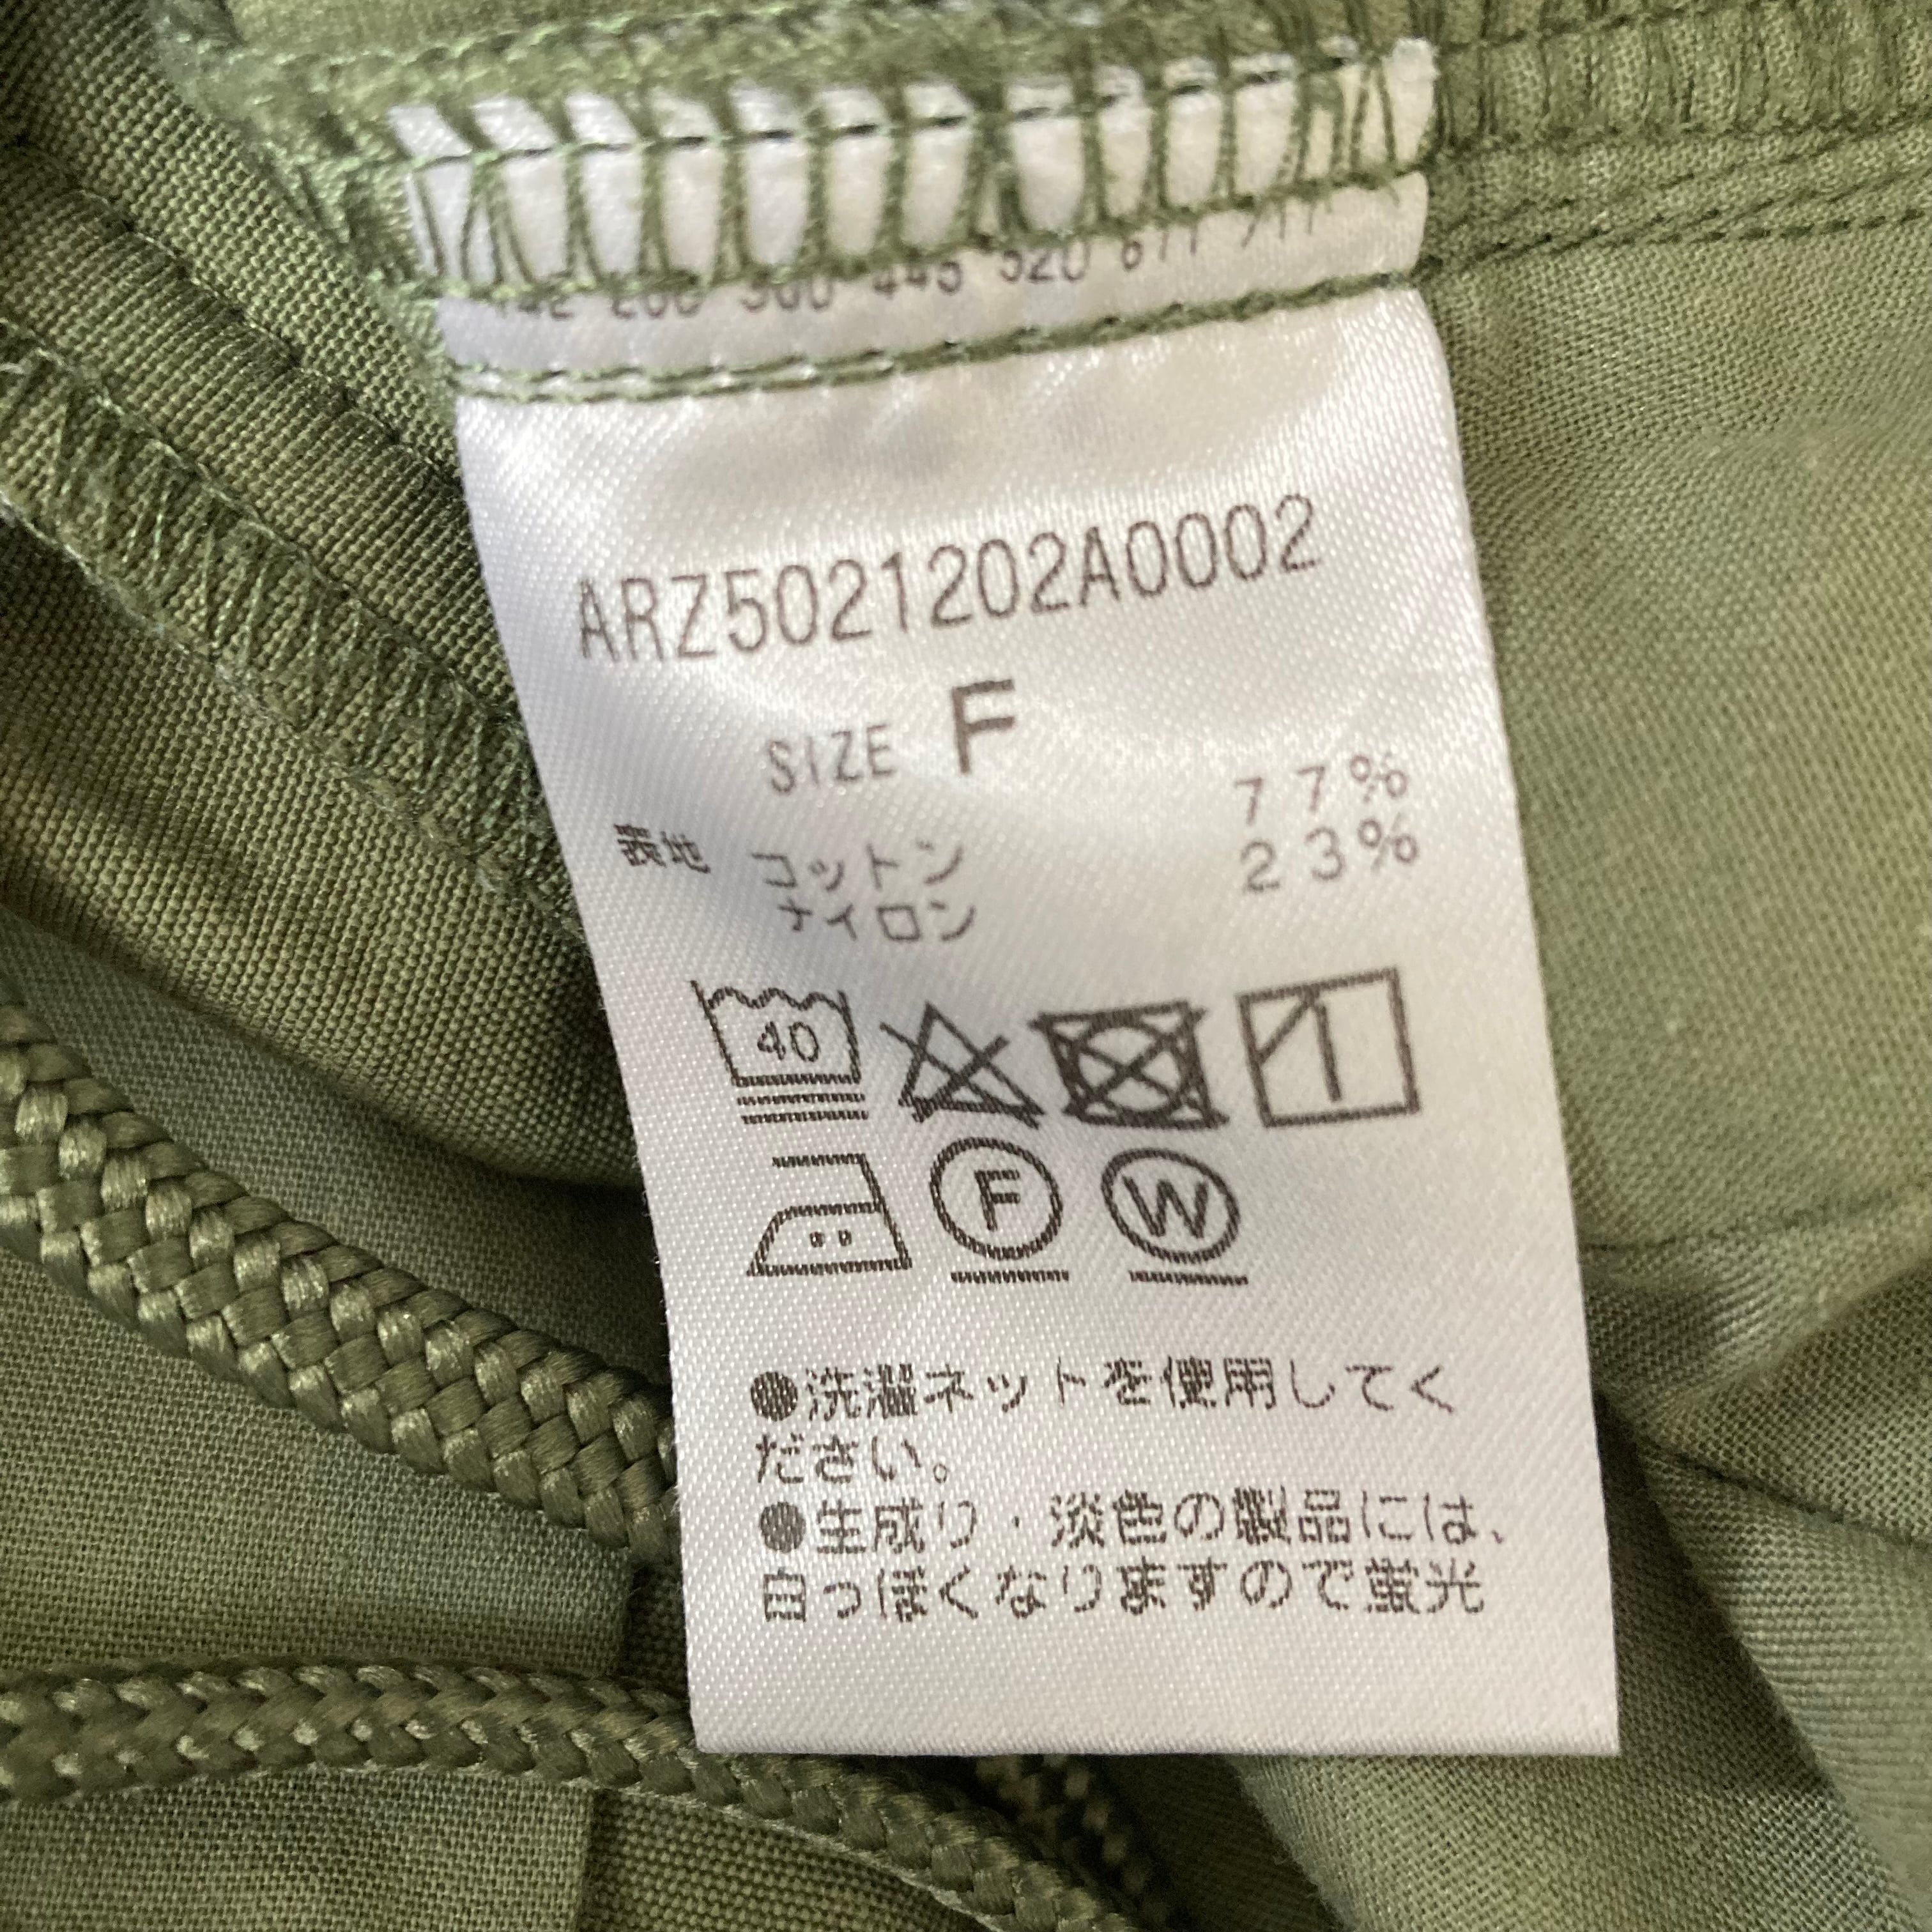 ARZ5021202A0002
SIZE F
表地 コットン 77%
ナイロン 23%
40
F W
●洗濯ネットを使用してく
ださい。
●生成り・淡色の製品には、
白っぽくなりますので蛍光